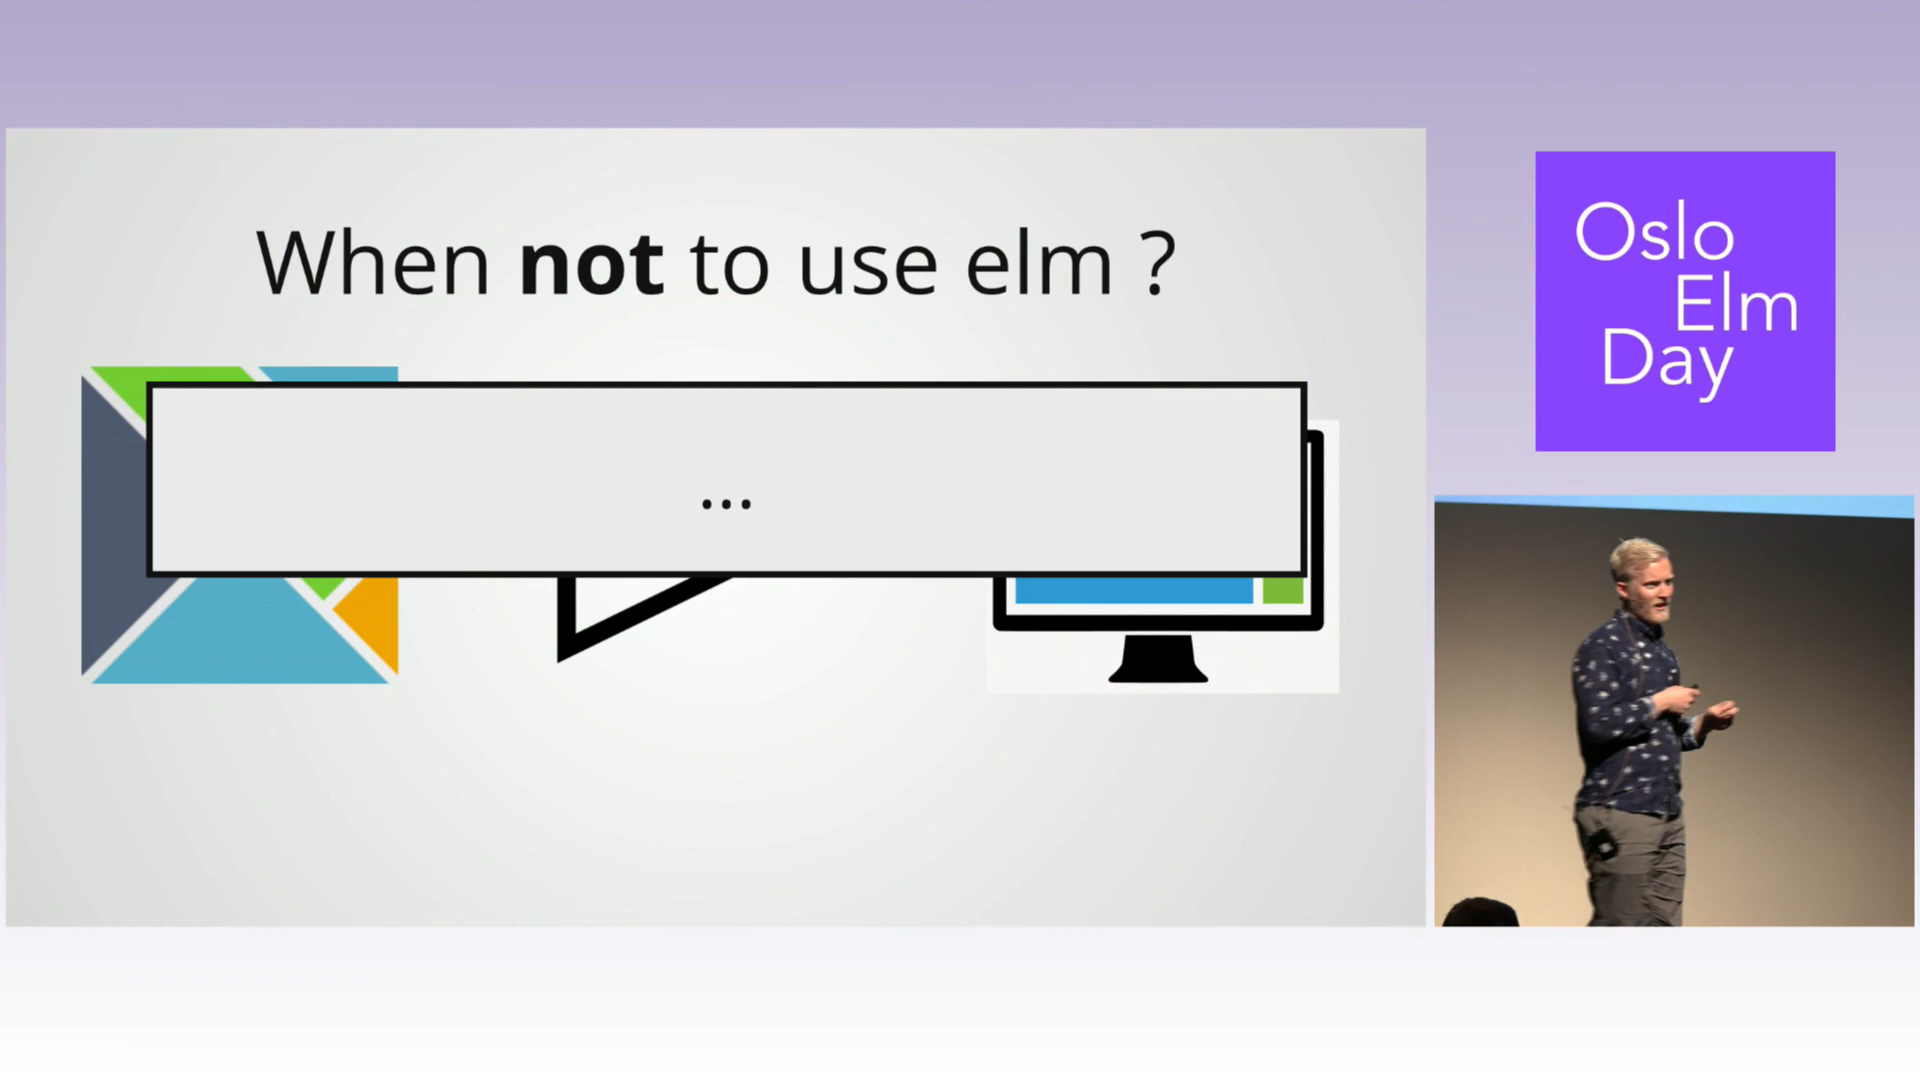 When not to use elm ?
...
Oslo
Elm
Day